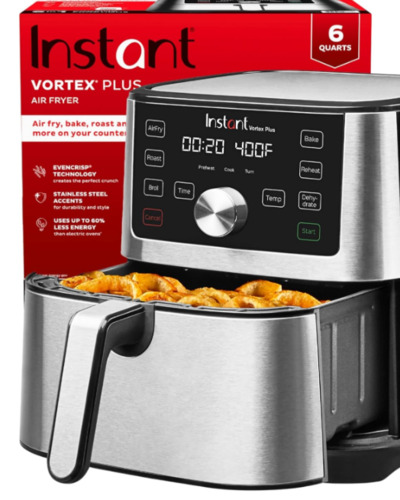 Instant
6
QUARTS
VORTEX® PLUS
AIR FRYER
Air fry, bake, roast an
more on your counter
EVENCRISP™
TECHNOLOGY
creates the perfect crunch
STAINLESS STEEL
ACCENTS
for durability and style
USES UP TO 60%
LESS ENERGY
than electric ovens
Instant Vortex Plus
00:20 400F
Preheat Cook Turn
AirFry
Bake
Roast
Reheat
Broil
Time
Temp
Dehy-
drate
Cancel
Start